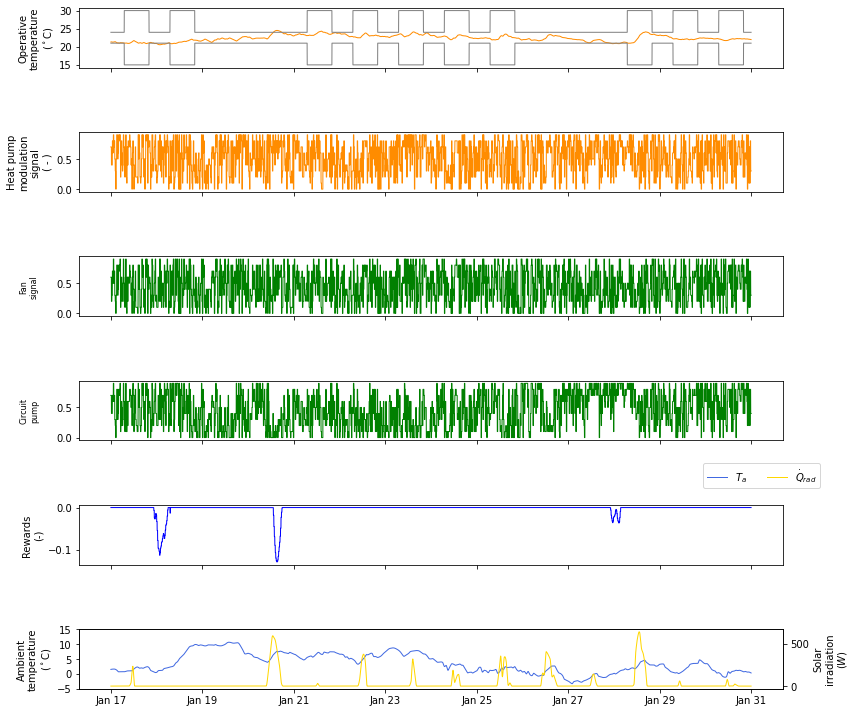 Operative
temperature
(°C)
30
25
20
15
Heat pump
modulation
signal
( - )
0.5
0.0
Fan
signal
0.5
0.0
Circuit
pump
0.5
0.0
T_a
Q̇_rad
Rewards
(-)
0.0
−0.1
Ambient
temperature
(°C)
15
10
5
0
−5
500
0
Solar
irradiation
(W)
Jan 17 Jan 19 Jan 21 Jan 23 Jan 25 Jan 27 Jan 29 Jan 31